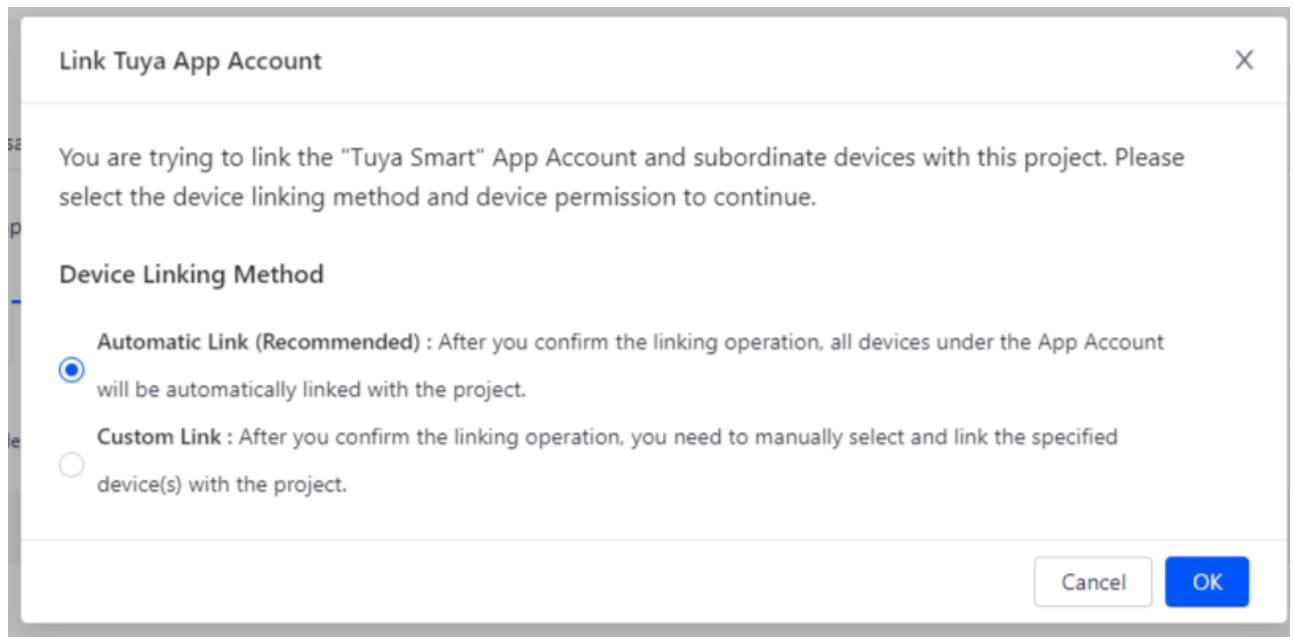 Link Tuya App Account
You are trying to link the "Tuya Smart" App Account and subordinate devices with this project. Please
select the device linking method and device permission to continue.
Device Linking Method
Automatic Link (Recommended) : After you confirm the linking operation, all devices under the App Account
will be automatically linked with the project.
Custom Link : After you confirm the linking operation, you need to manually select and link the specified
device(s) with the project.
Cancel
OK